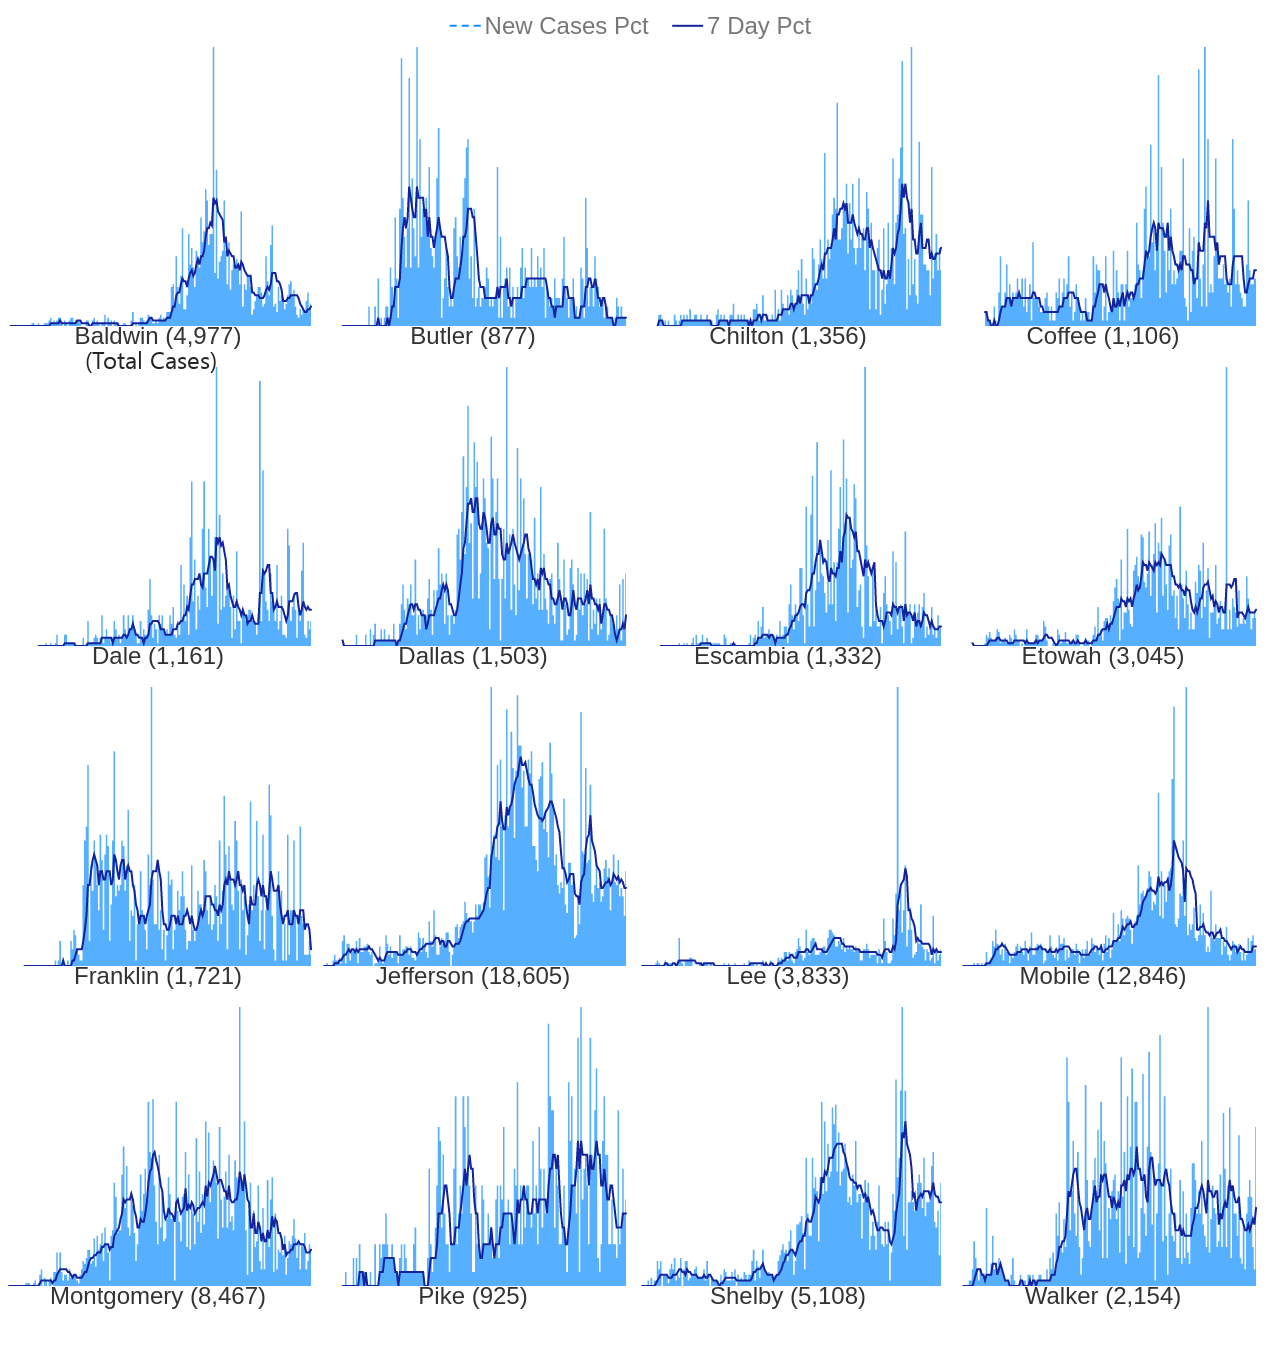 New Cases Pct 7 Day Pct
Baldwin (4,977) Butler (877) Chilton (1,356) Coffee (1,106)
(Total Cases)
Dale (1,161) Dallas (1,503) Escambia (1,332) Etowah (3,045)
Franklin (1,721) Jefferson (18,605) Lee (3,833) Mobile (12,846)
Montgomery (8,467) Pike (925) Shelby (5,108) Walker (2,154)